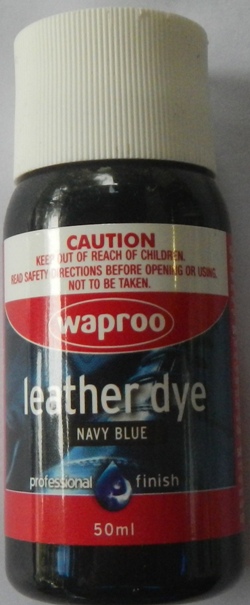 CAUTION
KEEP OUT OF REACH OF CHILDREN.
READ SAFETY DIRECTIONS BEFORE OPENING OR USING.
NOT TO BE TAKEN.
waproo
leather dye
NAVY BLUE
professional finish
50ml